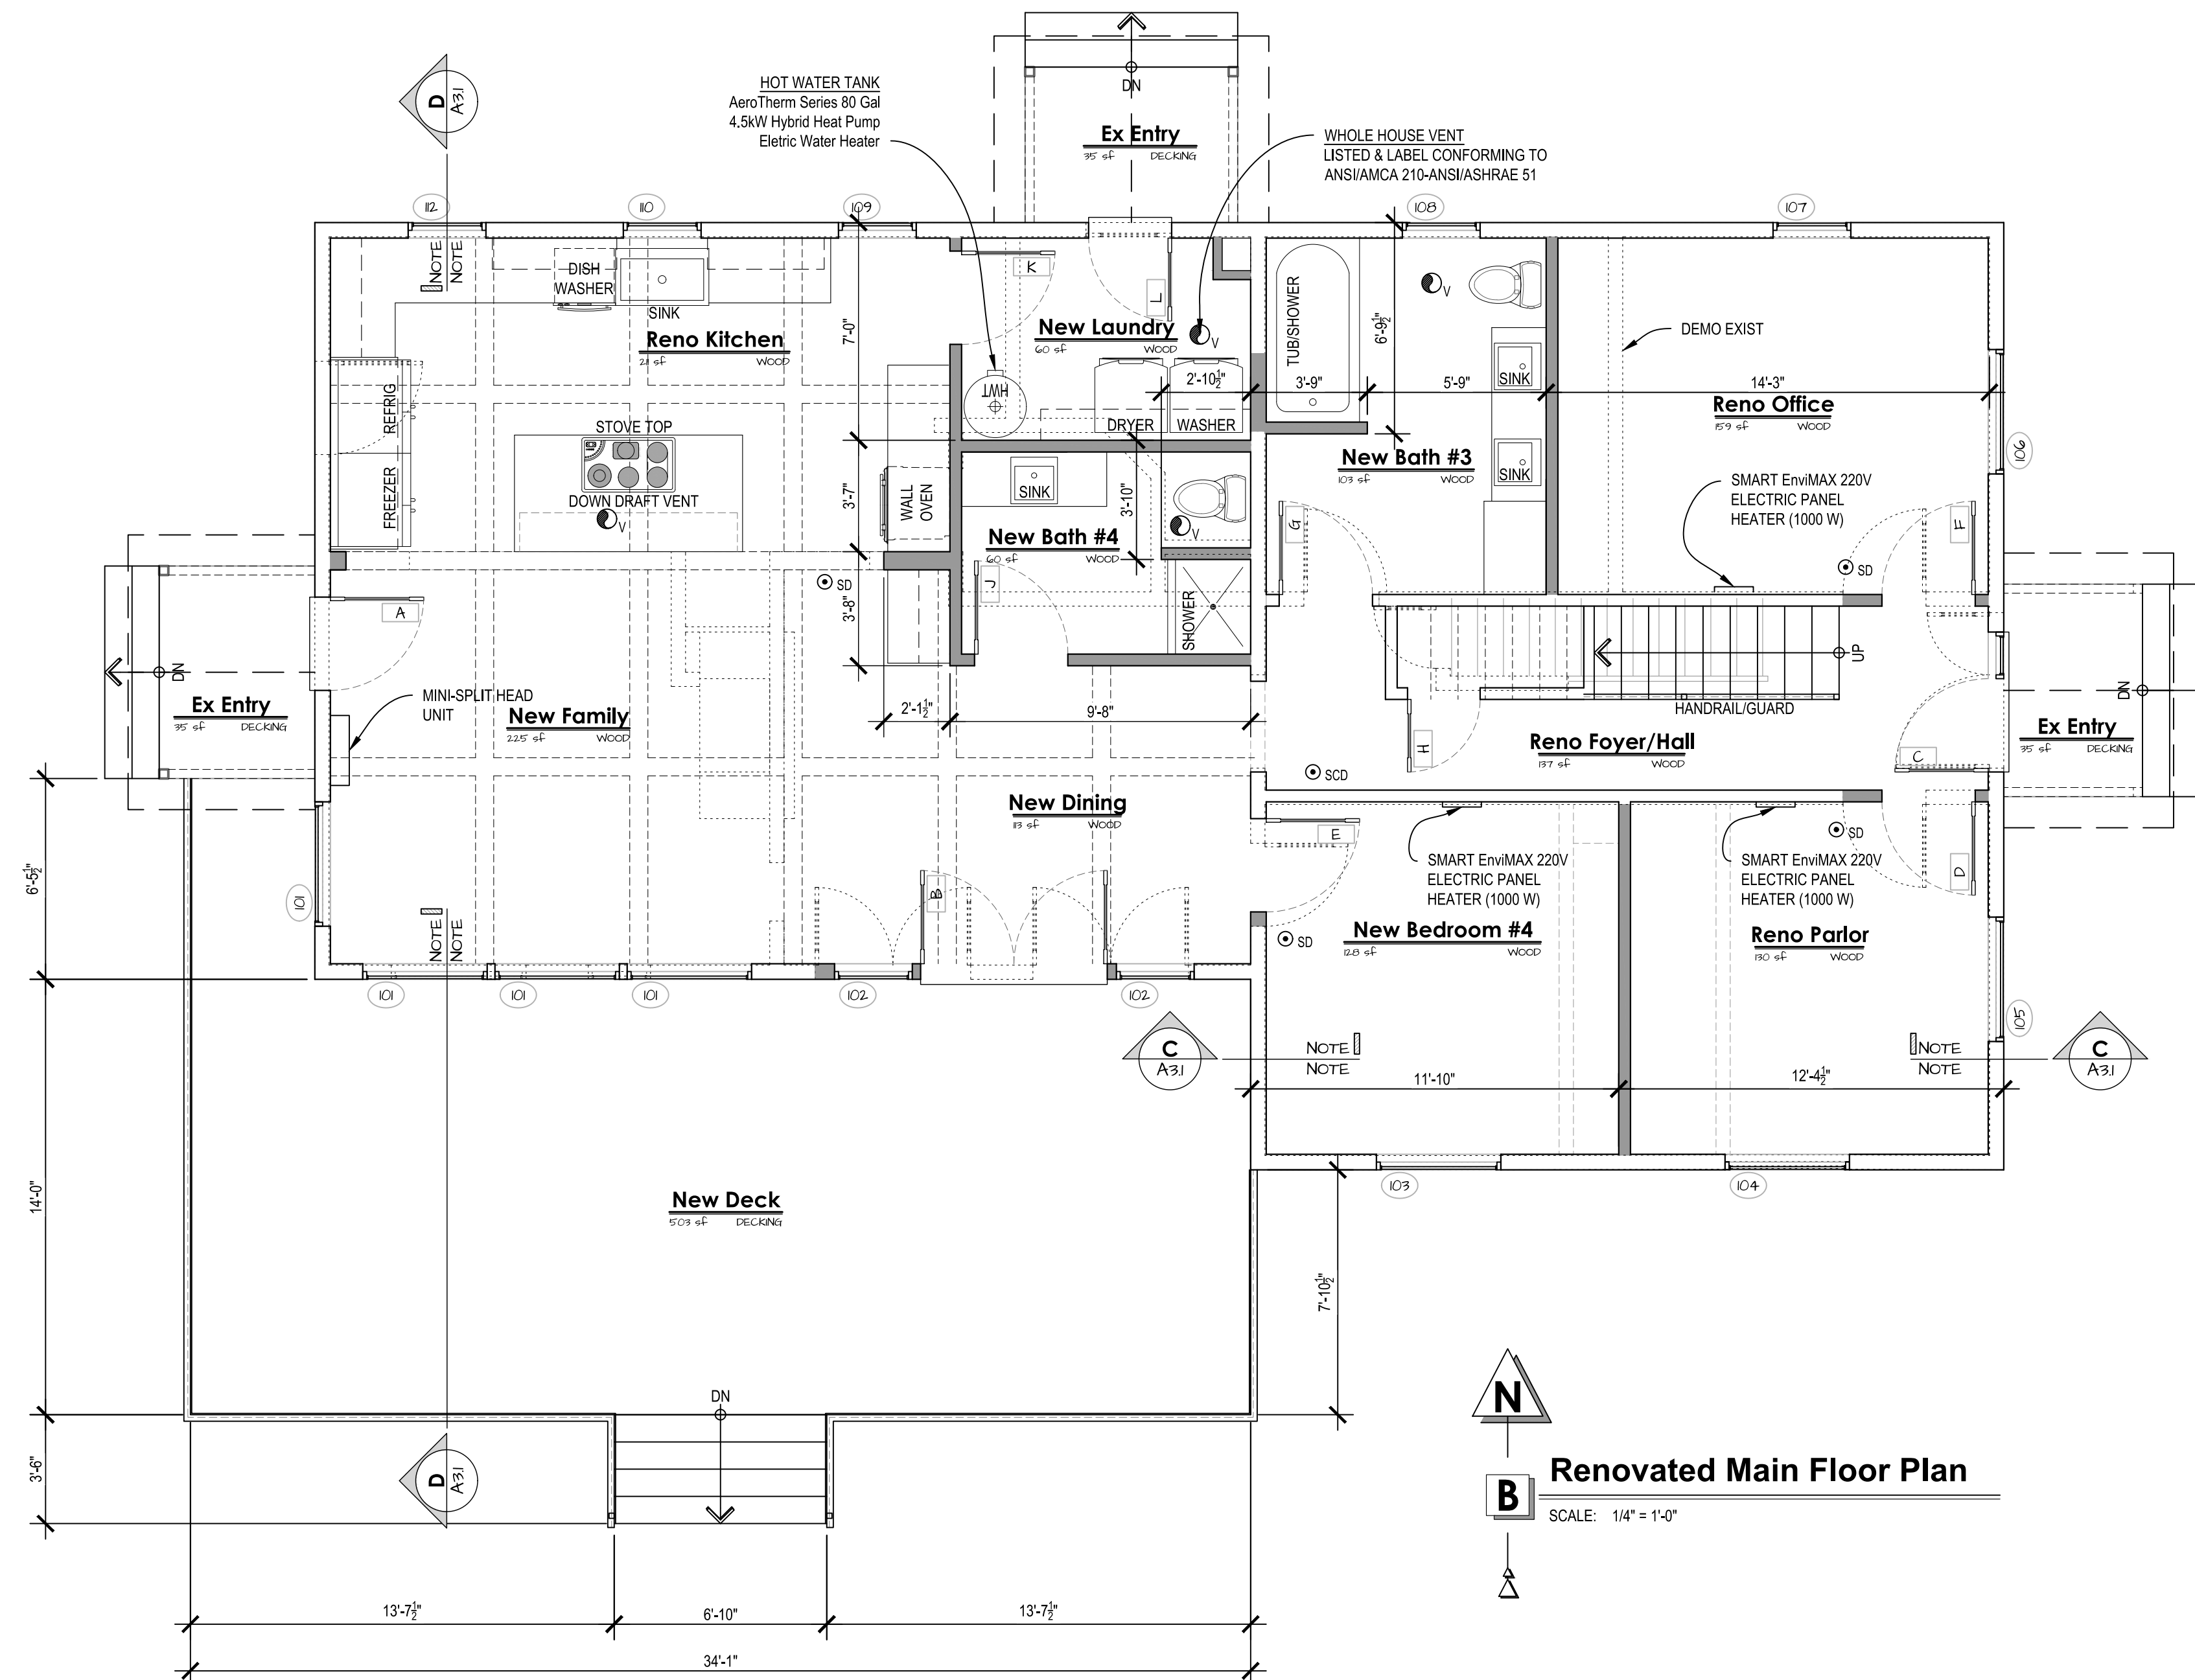 HOT WATER TANK
AeroTherm Series 80 Gal
4.5kW Hybrid Heat Pump
Eletric Water Heater
D
A3.1
DN
Ex Entry
35 sf DECKING
WHOLE HOUSE VENT
LISTED & LABEL CONFORMING TO
ANSI/AMCA 210-ANSI/ASHRAE 51
112
110
109
108
107
NOTE
NOTE
DISH
WASHER
SINK
Reno Kitchen
WOOD
7'-0"
K
L
New Laundry
60 sf WOOD
V
HWT
DRYER
WASHER
2'-10½"
TUB/SHOWER
3'-9"
6'-9½"
V
5'-9"
SINK
SINK
DEMO EXIST
14'-3"
Reno Office
159 sf WOOD
106
REFRIG
FREEZER
STOVE TOP
DOWN DRAFT VENT
V
WALL
OVEN
3'-7"
SINK
3'-10"
V
New Bath #4
60 sf WOOD
J
SHOWER
New Bath #3
103 sf WOOD
G
SMART EnviMAX 220V
ELECTRIC PANEL
HEATER (1000 W)
F
SD
SD
3'-8"
A
DN
Ex Entry
35 sf DECKING
MINI-SPLIT HEAD
UNIT
New Family
225 sf WOOD
2'-1½"
9'-8"
UP
HANDRAIL/GUARD
H
Reno Foyer/Hall
137 sf WOOD
SCD
C
DN
Ex Entry
35 sf DECKING
New Dining
113 sf WOOD
E
SD
SMART EnviMAX 220V
ELECTRIC PANEL
HEATER (1000 W)
SMART EnviMAX 220V
ELECTRIC PANEL
HEATER (1000 W)
D
B
6'-5½"
101
NOTE
NOTE
SD
New Bedroom #4
128 sf WOOD
Reno Parlor
130 sf WOOD
101
101
101
102
102
105
C
A3.1
NOTE
NOTE
NOTE
NOTE
C
A3.1
11'-10"
12'-4½"
103
104
14'-0"
New Deck
503 sf DECKING
7'-10½"
DN
3'-6"
D
A3.1
N
B
Renovated Main Floor Plan
SCALE: 1/4" = 1'-0"
13'-7½"
6'-10"
13'-7½"
34'-1"